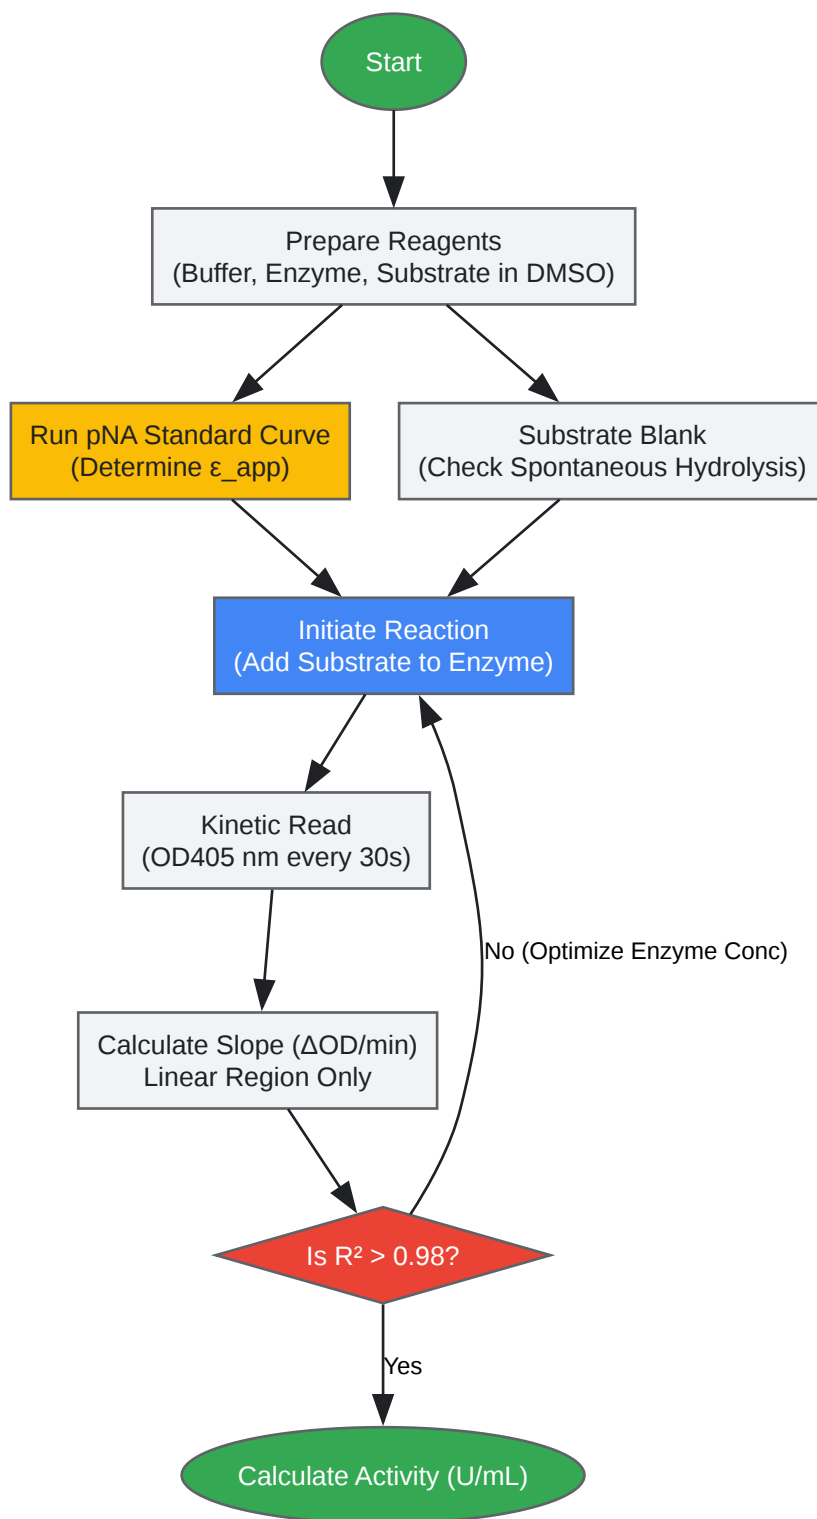 Start
Prepare Reagents
(Buffer, Enzyme, Substrate in DMSO)
Run pNA Standard Curve
(Determine ε_app)
Substrate Blank
(Check Spontaneous Hydrolysis)
Initiate Reaction
(Add Substrate to Enzyme)
Kinetic Read
(OD405 nm every 30s)
No (Optimize Enzyme Conc)
Calculate Slope (ΔOD/min)
Linear Region Only
Is R² > 0.98?
Yes
Calculate Activity (U/mL)